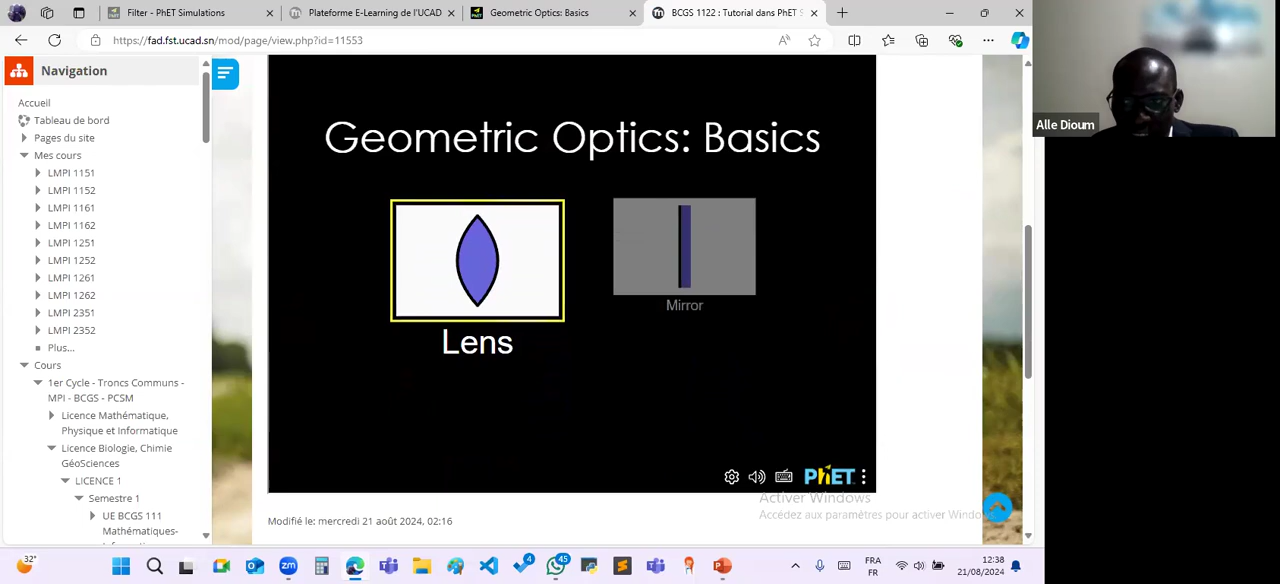 Filter - PhET Simulations
Plateforme E-Learning de l'UCAD
Geometric Optics: Basics
BCGS 1122 : Tutorial dans PhET S
https://fad.fst.ucad.sn/mod/page/view.php?id=11553
Navigation
Accueil
Tableau de bord
Pages du site
Mes cours
LMPI 1151
LMPI 1152
LMPI 1161
LMPI 1162
LMPI 1251
LMPI 1252
LMPI 1261
LMPI 1262
LMPI 2351
LMPI 2352
Plus...
Cours
1er Cycle - Troncs Communs -
MPI - BCGS - PCSM
Licence Mathématique,
Physique et Informatique
Licence Biologie, Chimie
GéoSciences
LICENCE 1
Semestre 1
UE BCGS 111
Mathématiques-
Geometric Optics: Basics
Lens
Mirror
PhET
Activer Windows
Accédez aux paramètres pour activer Windows
Modifié le: mercredi 21 août 2024, 02:16
Alle Dioum
32°
zm
4
45
FRA
FR
12:38
21/08/2024